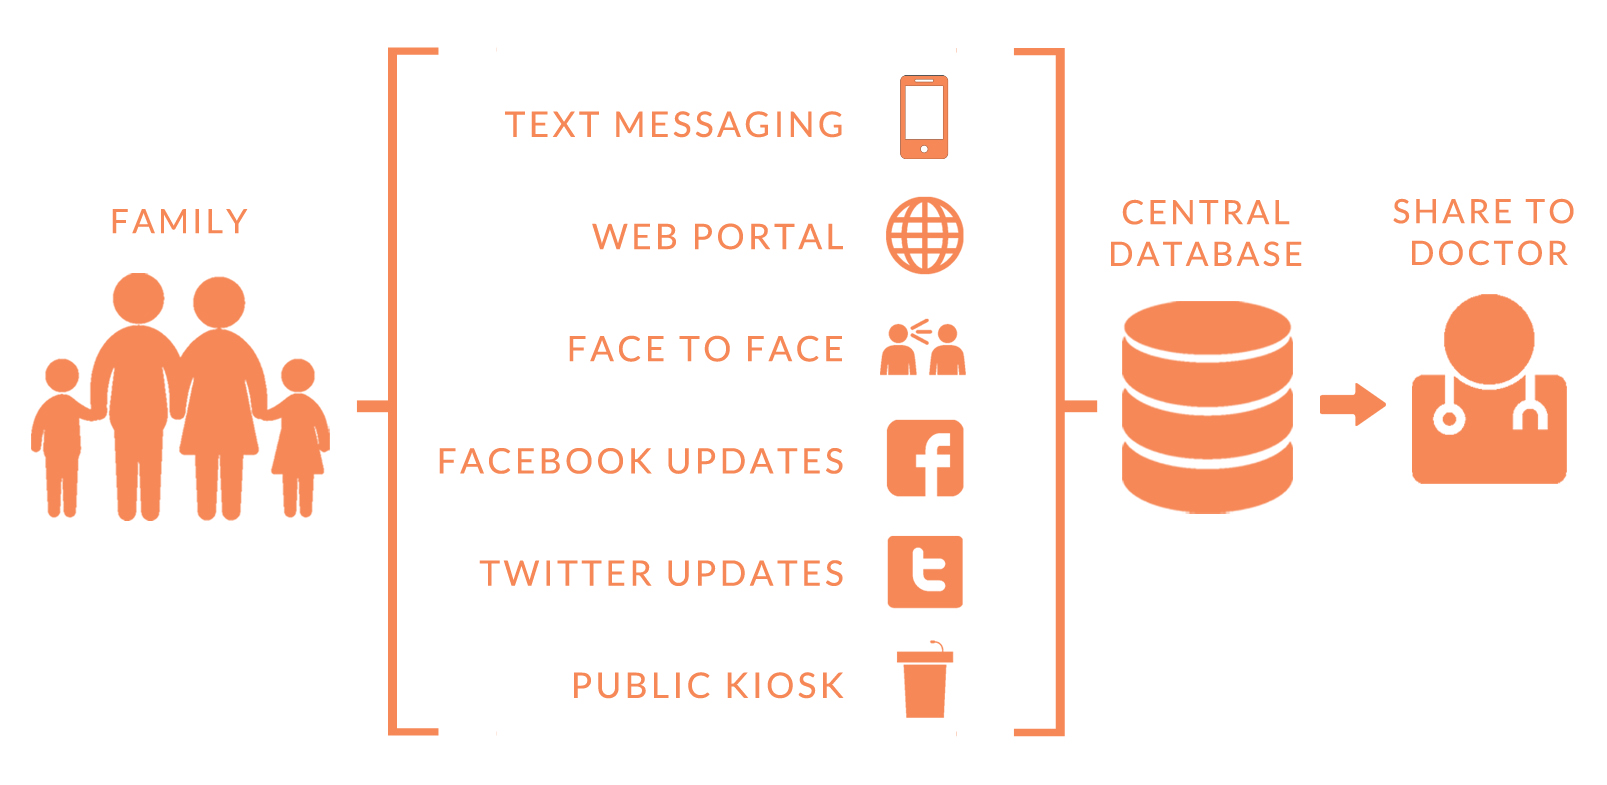 FAMILY
TEXT MESSAGING
WEB PORTAL
FACE TO FACE
FACEBOOK UPDATES
TWITTER UPDATES
PUBLIC KIOSK
CENTRAL
DATABASE
SHARE TO
DOCTOR